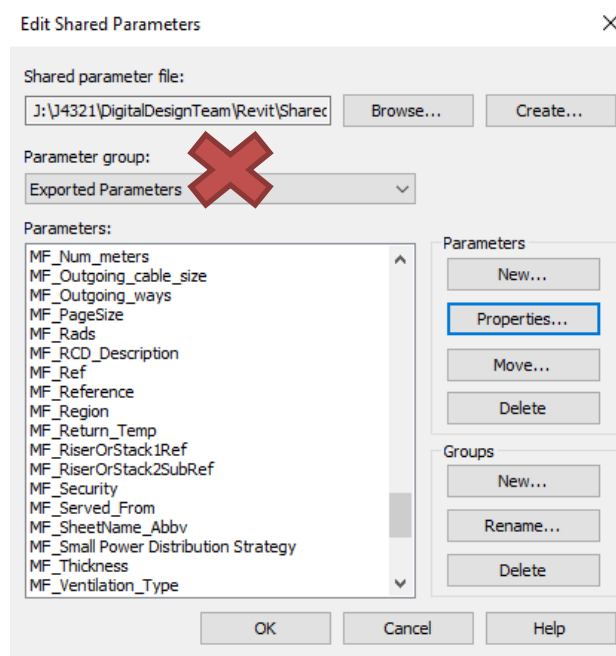 Edit Shared Parameters
Shared parameter file:
J:\J4321\DigitalDesignTeam\Revit\Sharec
Browse...
Create...
Parameter group:
Exported Parameters
Parameters:
MF_Num_meters
MF_Outgoing_cable_size
MF_Outgoing_ways
MF_PageSize
MF_Rads
MF_RCD_Description
MF_Ref
MF_Reference
MF_Region
MF_Return_Temp
MF_RiserOrStack1Ref
MF_RiserOrStack2SubRef
MF_Security
MF_Served_From
MF_SheetName_Abbv
MF_Small Power Distribution Strategy
MF_Thickness
MF_Ventilation_Type
Parameters
New...
Properties...
Move...
Delete
Groups
New...
Rename...
Delete
OK
Cancel
Help